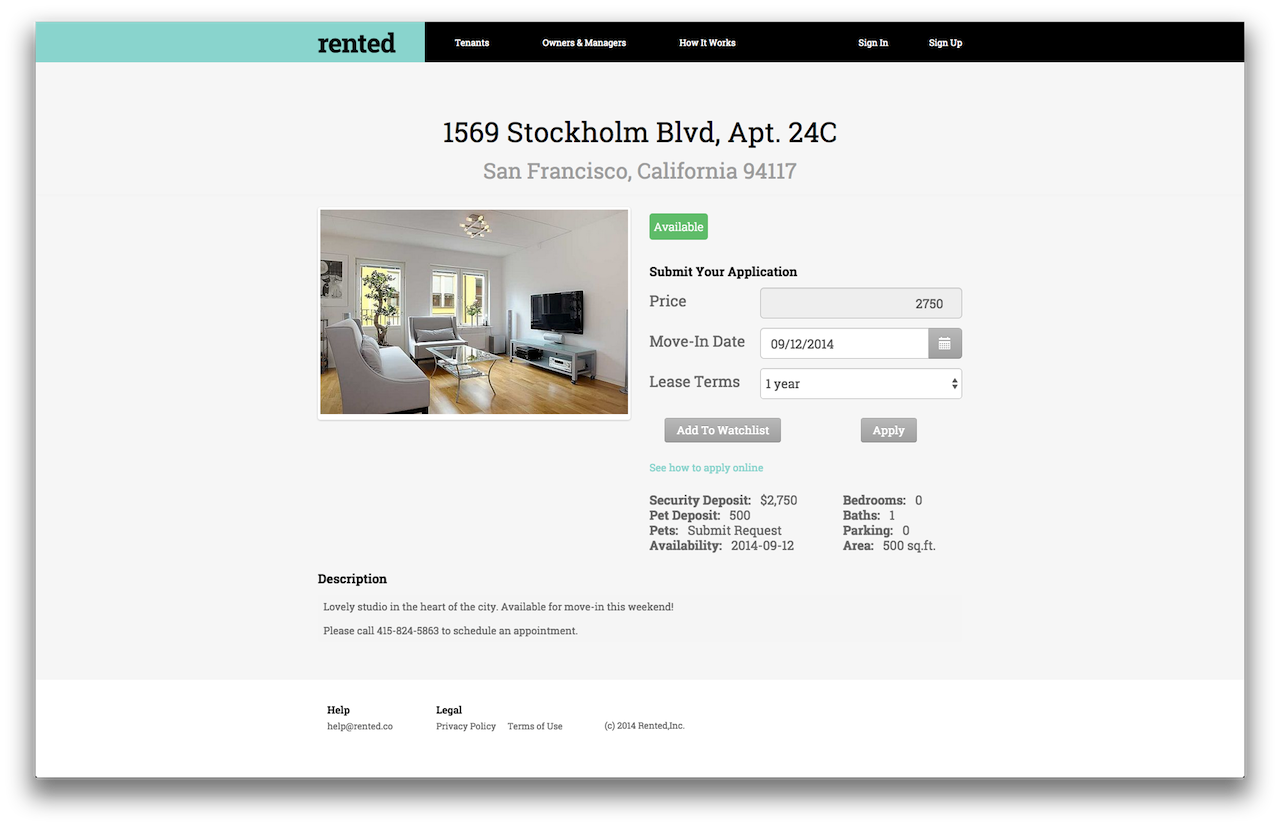 rented
Tenants
Owners & Managers
How It Works
Sign In
Sign Up
1569 Stockholm Blvd, Apt. 24C
San Francisco, California 94117
Available
Submit Your Application
Price 2750
Move-In Date 09/12/2014
Lease Terms 1 year
Add To Watchlist
Apply
See how to apply online
Security Deposit: $2,750
Pet Deposit: 500
Pets: Submit Request
Availability: 2014-09-12
Bedrooms: 0
Baths: 1
Parking: 0
Area: 500 sq.ft.
Description
Lovely studio in the heart of the city. Available for move-in this weekend!
Please call 415-824-5863 to schedule an appointment.
Help
help@rented.co
Legal
Privacy Policy
Terms of Use
(c) 2014 Rented,Inc.